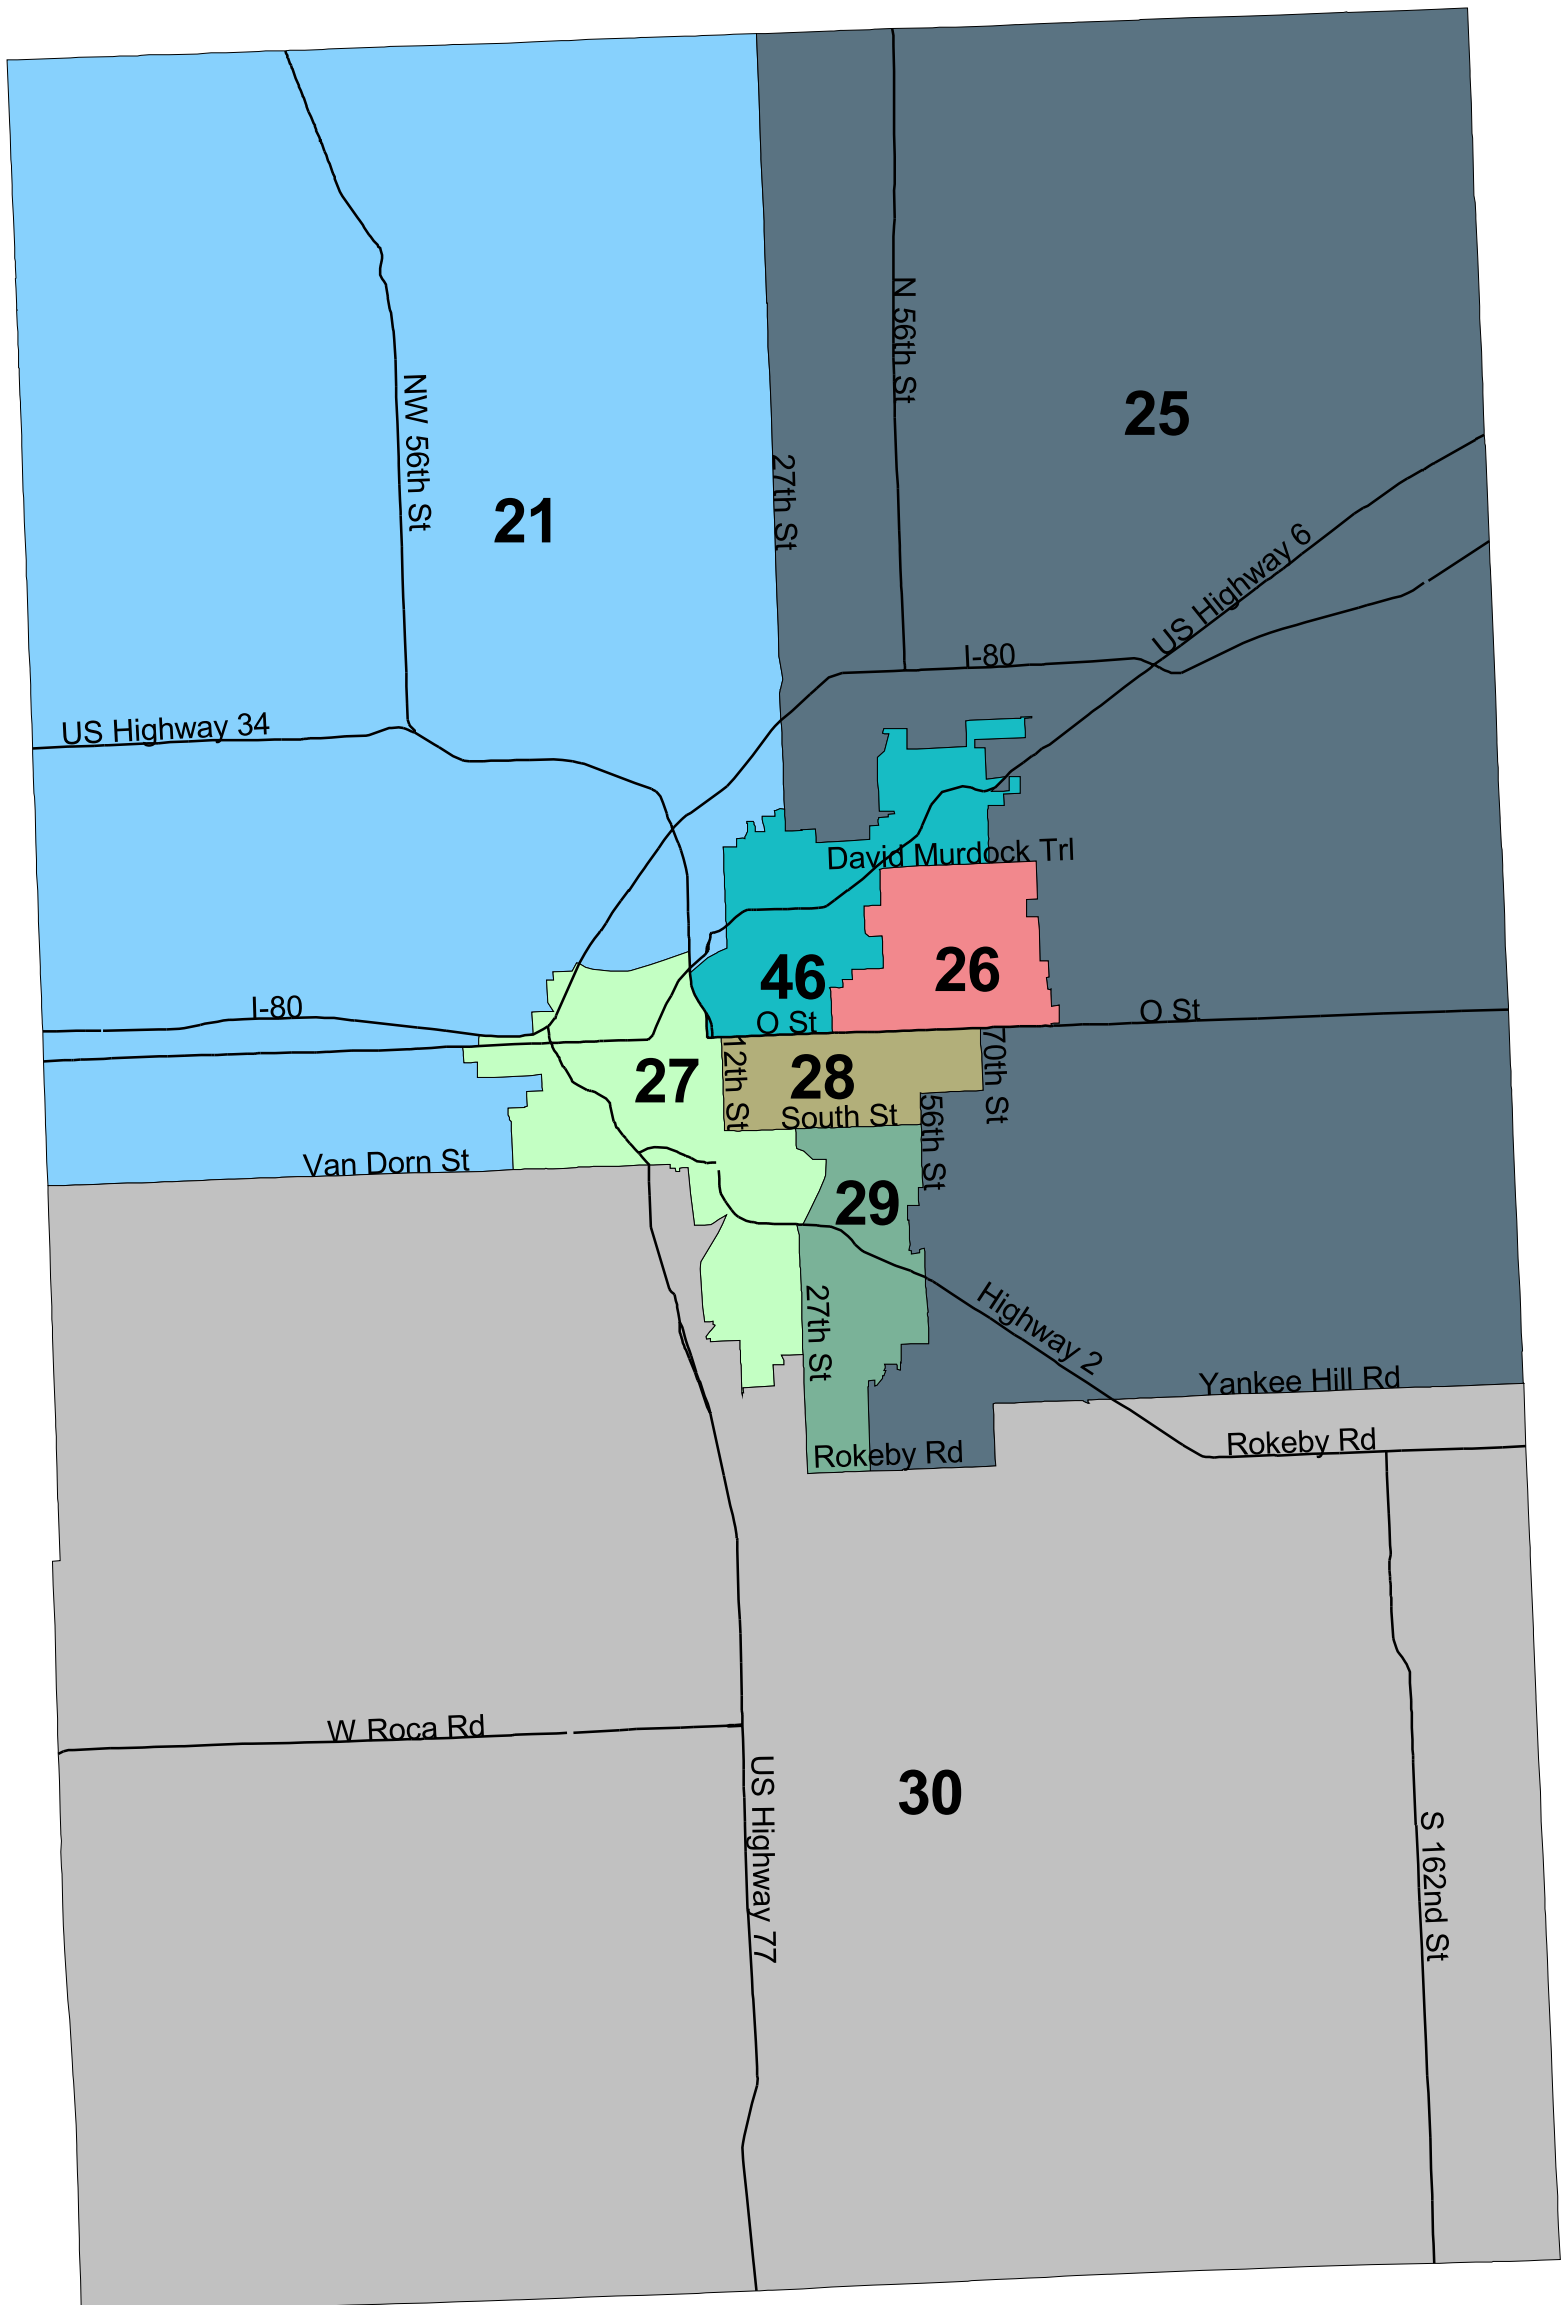 N 56th St
NW 56th St
25
27th St
21
US Highway 6
I-80
US Highway 34
David Murdock Trl
46
26
I-80
O St
O St
27
12th St
28
70th St
South St
56th St
Van Dorn St
29
27th St
Highway 2
Yankee Hill Rd
Rokeby Rd
Rokeby Rd
W Roca Rd
30
US Highway 77
S 162nd St